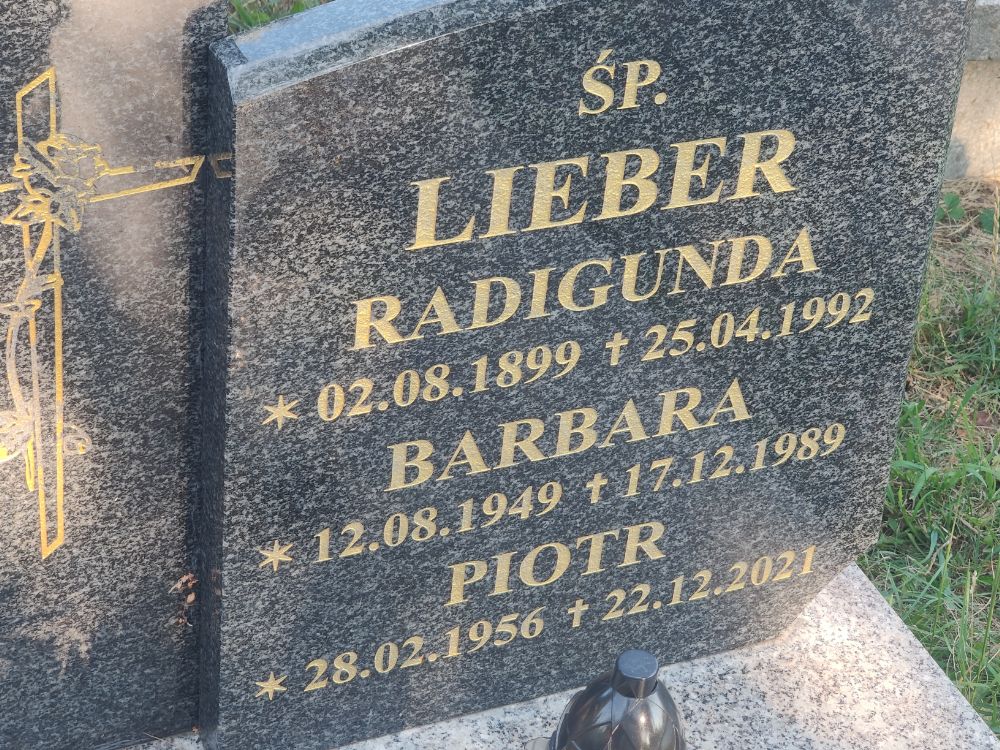 ŚP.
LIEBER
RADIGUNDA
* 02.08.1899 ✝ 25.04.1992
BARBARA
* 12.08.1949 ✝ 17.12.1989
PIOTR
* 28.02.1956 ✝ 22.12.2021